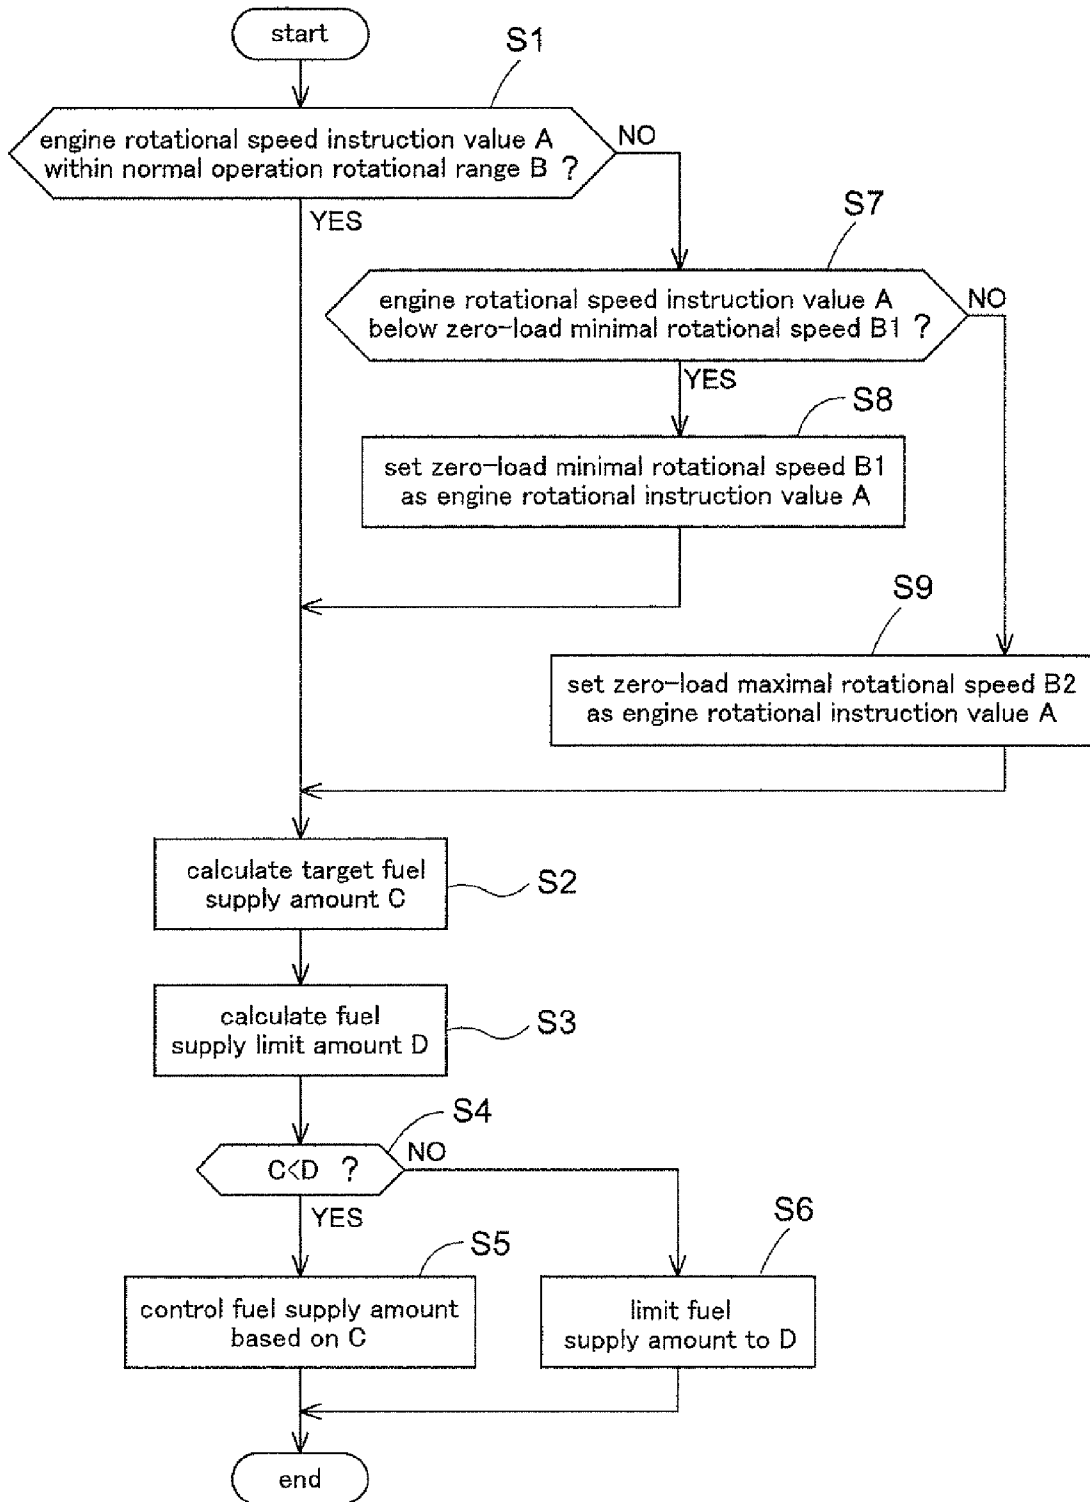 start
S1
engine rotational speed instruction value A
within normal operation rotational range B ?
NO
YES
S7
engine rotational speed instruction value A
below zero-load minimal rotational speed B1 ?
NO
YES
S8
set zero-load minimal rotational speed B1
as engine rotational instruction value A
S9
set zero-load maximal rotational speed B2
as engine rotational instruction value A
calculate target fuel
supply amount C
S2
calculate fuel
supply limit amount D
S3
S4
C<D ?
NO
YES
S5
control fuel supply amount
based on C
S6
limit fuel
supply amount to D
end